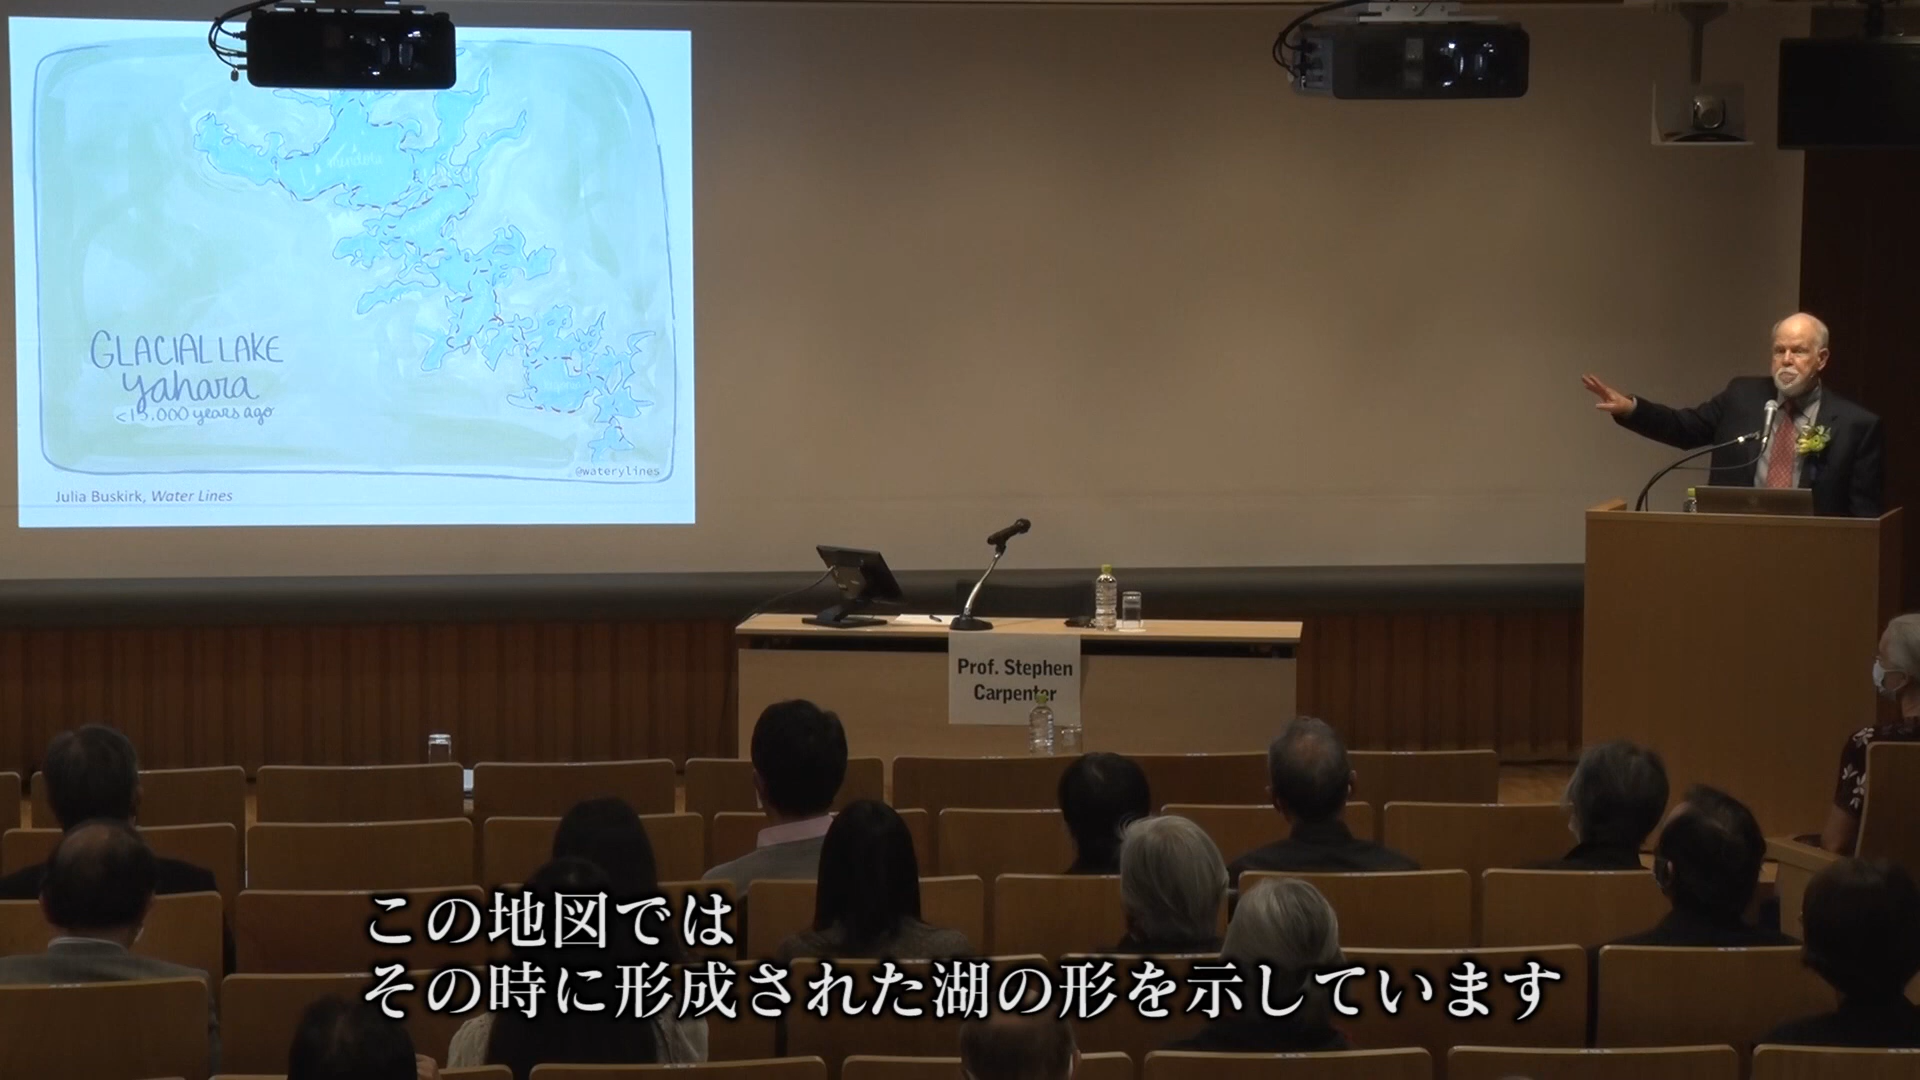 mendota
GLACIAL LAKE
Yahara
<15.000 years ago
@waterylines
Julia Buskirk, Water Lines
Prof. Stephen
Carpenter
この地図では
その時に形成された湖の形を示しています